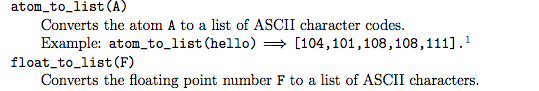 atom_to_list(A)
Converts the atom A to a list of ASCII character codes.
Example: atom_to_list(hello) ⟹ [104,101,108,108,111].¹
float_to_list(F)
Converts the floating point number F to a list of ASCII characters.